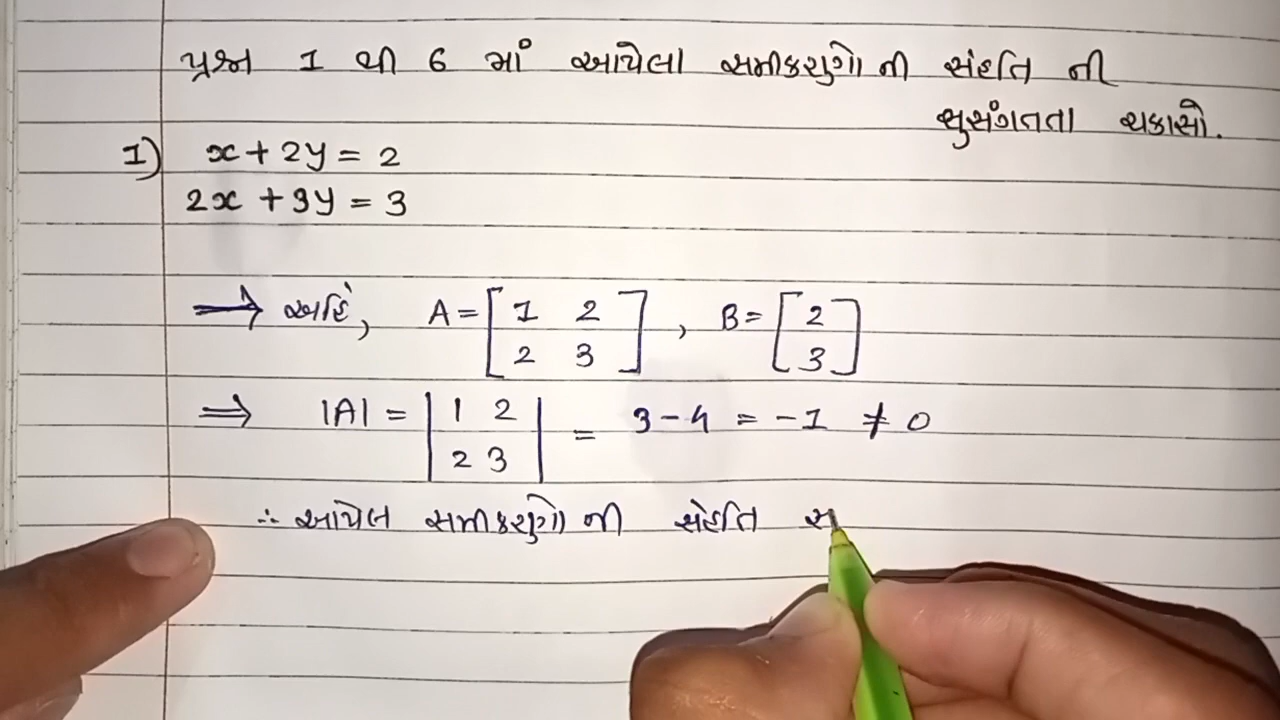 પ્રશ્ન 1 થી 6 માં આપેલા સમીકરણો ની સંહતિ ની
સુસંગતતા ચકાસો.
1) x + 2y = 2
2x + 3y = 3
⟹ અહિં, A = [1 2; 2 3], B = [2; 3]
⟹ |A| = |1 2; 2 3| = 3 - 4 = -1 ≠ 0
∴ આપેલ સમીકરણો ની સંહતિ સ